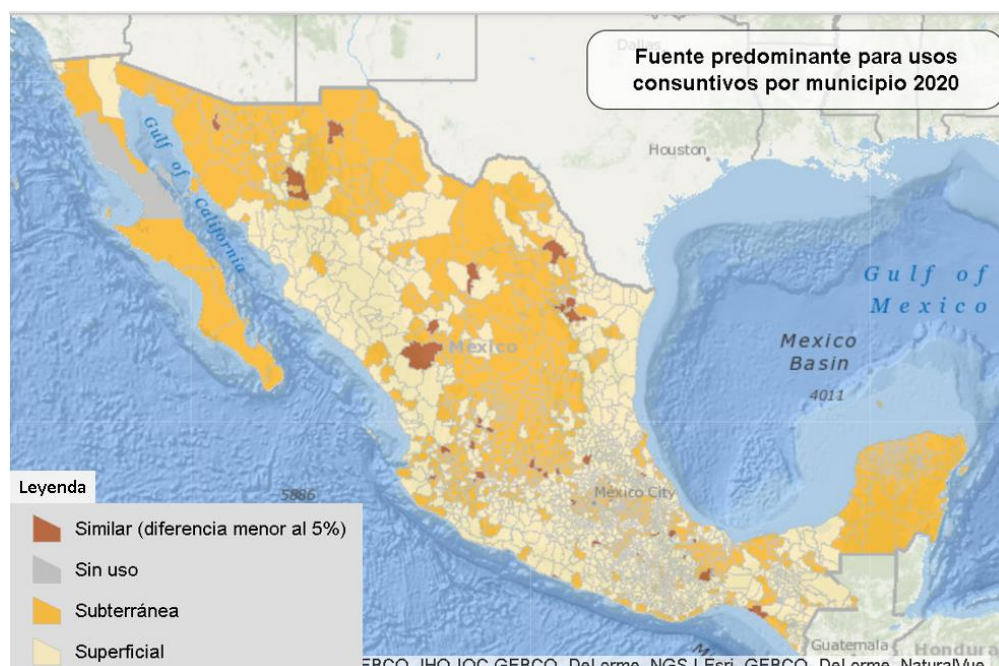 Fuente predominante para usos
consuntivos por municipio 2020
Dallas
Houston
Gulf of
California
Gulf of
Mexico
Mexico
Basin
4011
México
Mexico City
5886
Guatemala
Hondura
Leyenda
Similar (diferencia menor al 5%)
Sin uso
Subterránea
Superficial
EBCO, IHO-IOC GEBCO, DeLorme, NGS | Esri, GEBCO, DeLorme, NaturalVue